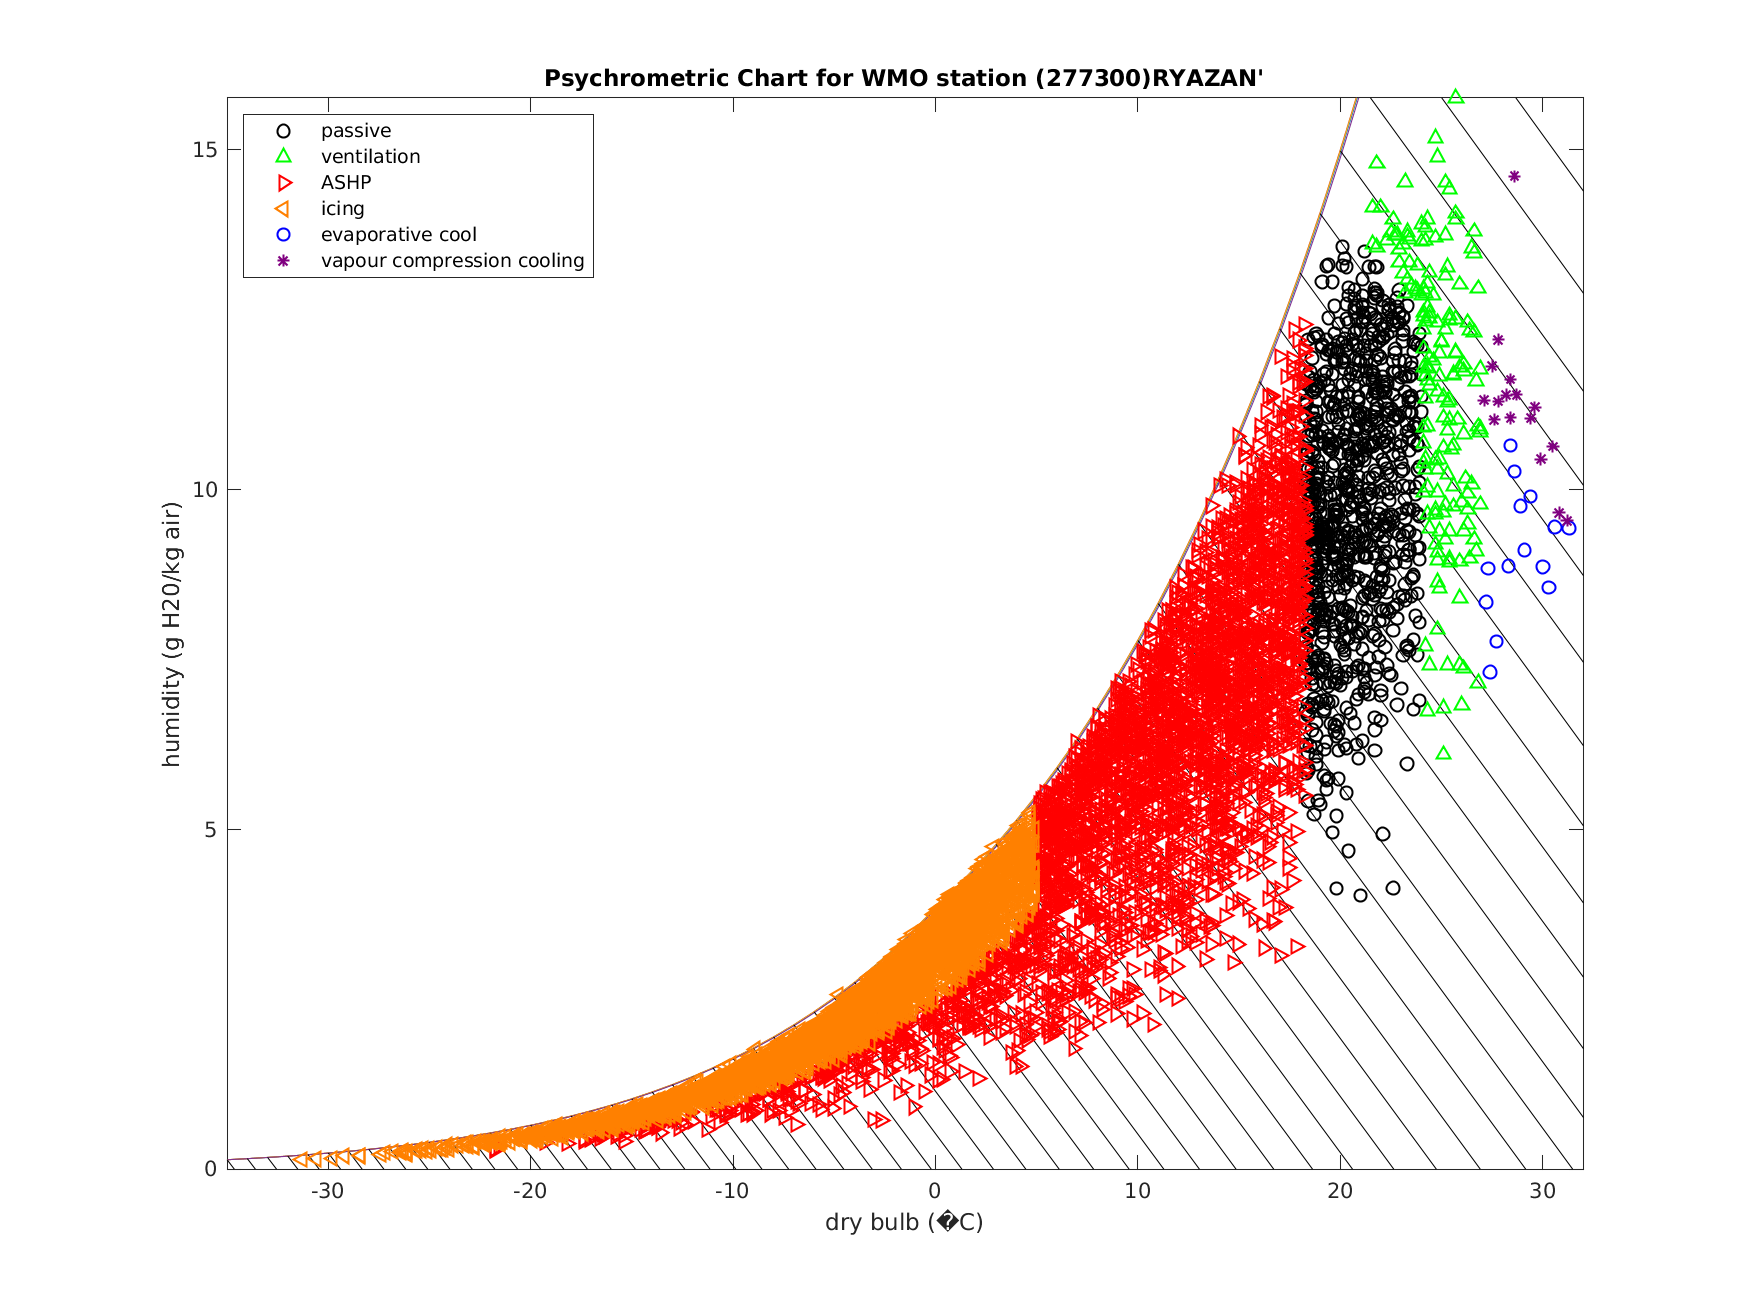 Psychrometric Chart for WMO station (277300)RYAZAN'
passive
ventilation
ASHP
icing
evaporative cool
vapour compression cooling
15
10
5
0
humidity (g H20/kg air)
-30 -20 -10 0 10 20 30
dry bulb (�C)